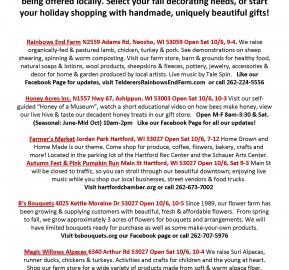 being offered locally. Select your fall decorating needs, or start
your holiday shopping with handmade, uniquely beautiful gifts!
Rainbows End Farm N2559 Adams Rd, Neosho, WI 53059 Open Sat 10/6, 9-4. We raise
organically-fed & pastured lamb, chicken, turkey & pork. See demonstrations on sheep
shearing, spinning & worm composting. Visit our farm store, barn & grounds for healthy food,
natural soaps & lotions, wool products, sheepskins & fleeces, pottery, jewelry, accessories &
decor for home & garden produced by local artists. Live music by Tale Spin. Like our
Facebook Page for updates, visit TelderersRainbowsEndFarm.com or call 262-224-5556
Honey Acres Inc. N1557 Hwy 67, Ashippun, WI 53003 Open Sat 10/6, 10-3 Visit our self-
guided "Honey of a Museum", watch a short educational video on how bees make honey, view
our live hive & taste our decadent honey treats in our gift store. Open M-F 8am-3:30 & Sat.
(Seasonal: June-Mid Oct) 10am-2pm Like our Facebook Page for all our updates!
Farmer's Market Jordan Park Hartford, WI 53027 Open Sat 10/6, 7-12 Home Grown and
Home Made is our theme. Come shop for produce, coffee, flowers, bakery, crafts and
more! Located in the parking lot of the Hartford Rec Center and the Schauer Arts Center.
Autumn Fest & Pink Pumpkin Run Main St Hartford, WI 53027 Open 10/6, Sat 9-3 Main St
will be closed to traffic, so you can stroll through our beautiful downtown; enjoying live
music while you shop our local businesses, street vendors & food trucks.
Visit hartfordchamber.org or call 262-673-7002
B's Bouquets 4025 Kettle Moraine Dr 53027 Open Sat 10/6, 10-5 Since 1989, our flower farm has
been growing & supplying customers with beautiful, fresh & affordable flowers. From spring
to fall, we grow approximately 3 acres of flowers for bouquets and arrangements. We will
have limited bouquets ready for purchase as well as some make-your-own.
Visit bsbouquets.org our Facebook page or call 262-707-5976
Magic Willows Alpacas 6340 Arthur Rd 53027 Open Sat 10/6, 10-4 We raise Suri Alpacas,
runner ducks, chickens & turkeys. Activities and crafts for children and the young at heart.
Shop our farm store for a wide variety of products from soft & warm alpaca fiber.